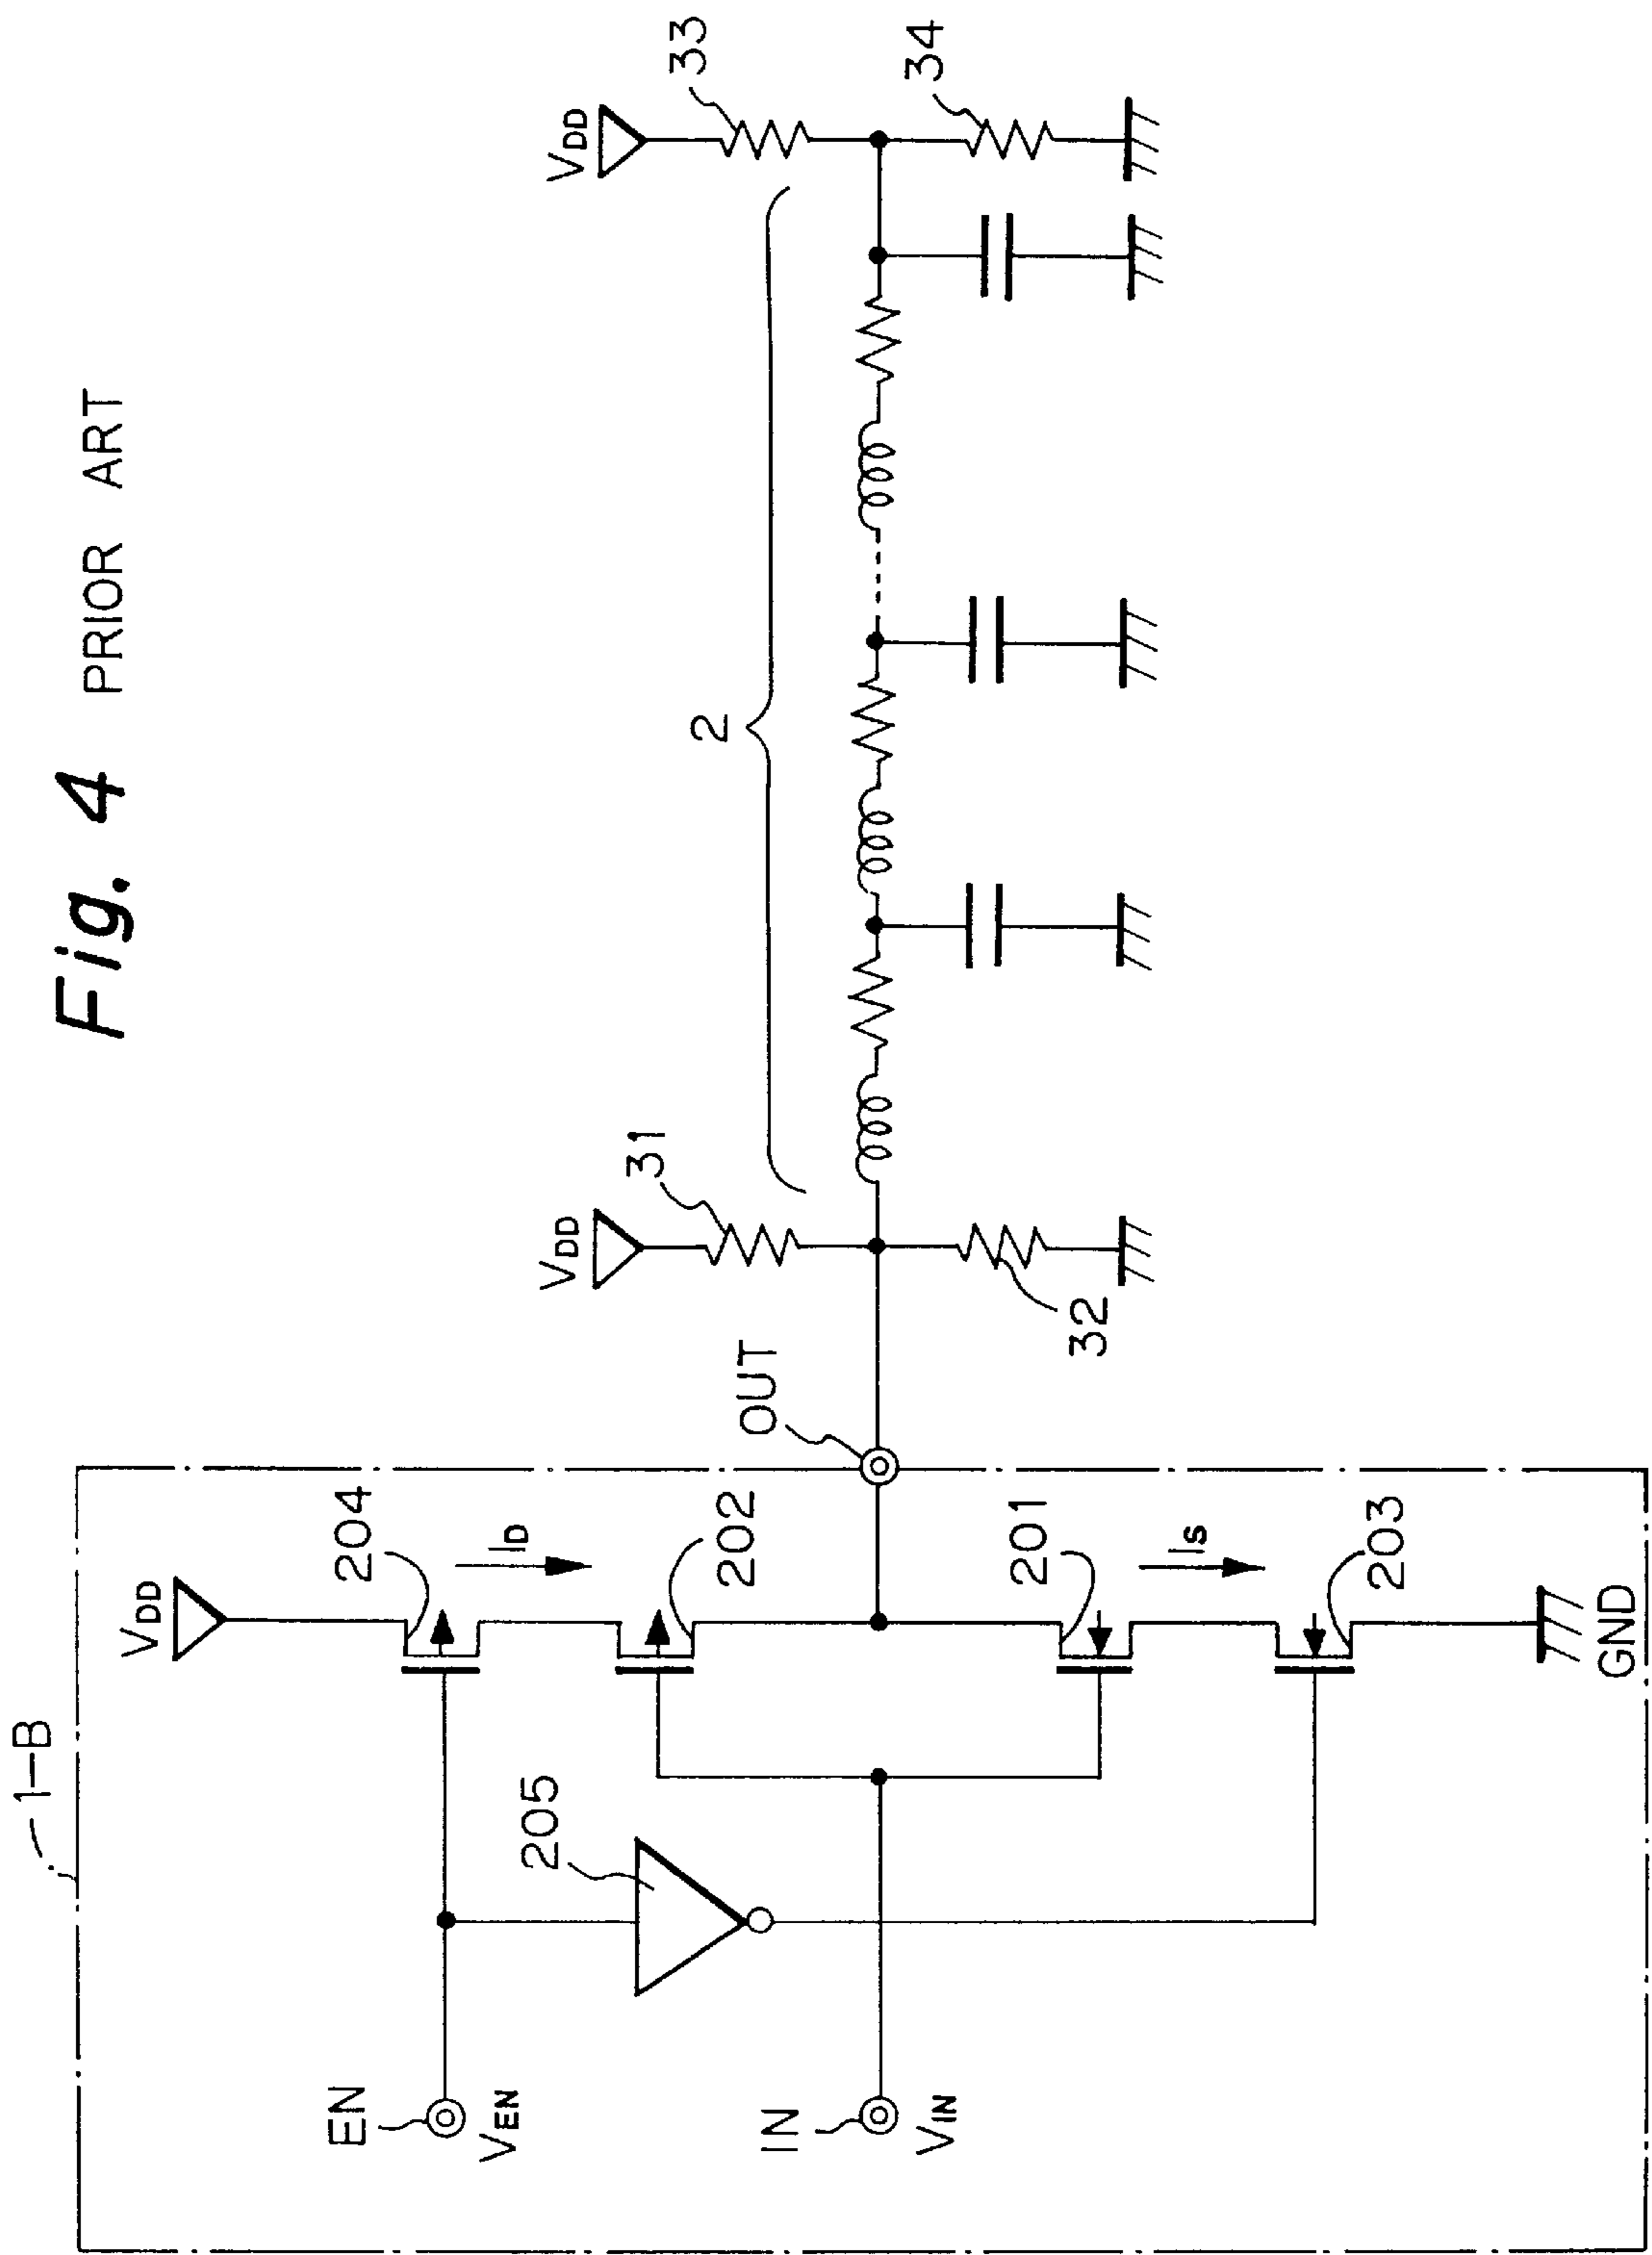 Fig. 4 PRIOR ART
1-B
VDD
204
ID
EN
VEN
205
202
OUT
IN
VIN
201
IS
203
GND
VDD
31
32
2
VDD
33
34